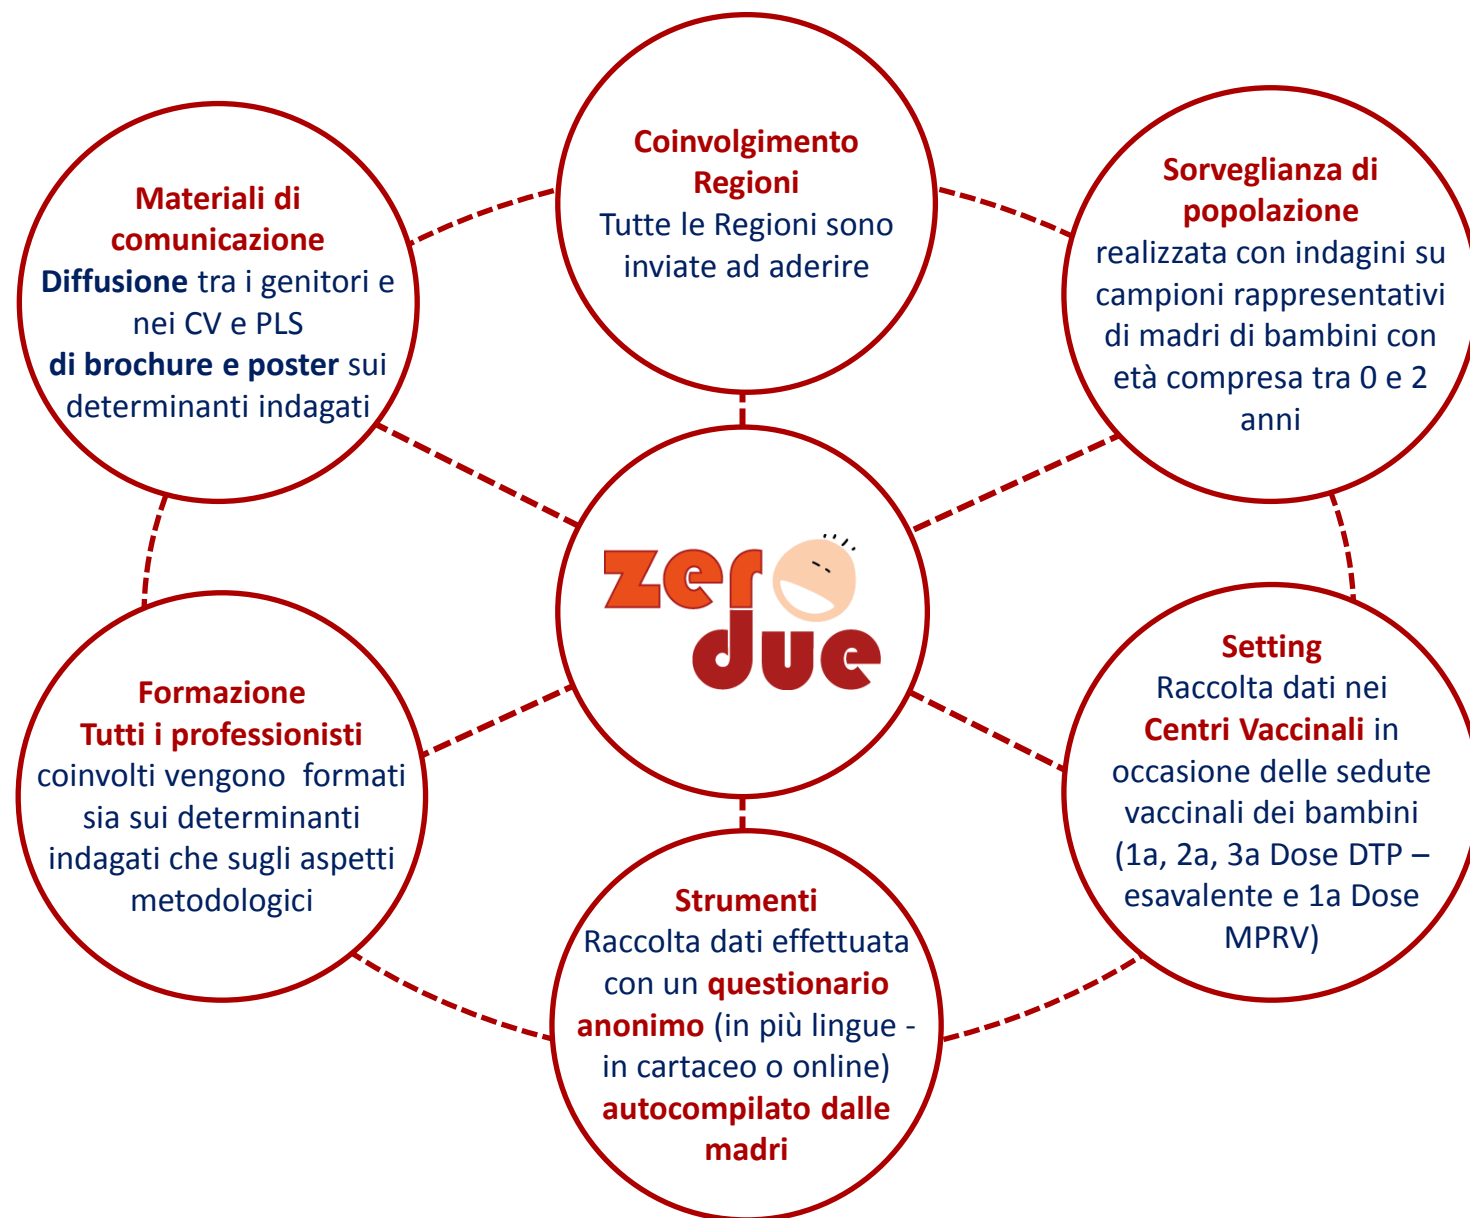 Coinvolgimento
Regioni
Tutte le Regioni sono
inviate ad aderire
Sorveglianza di
popolazione
realizzata con indagini su
campioni rappresentativi
di madri di bambini con
età compresa tra 0 e 2
anni
Setting
Raccolta dati nei
Centri Vaccinali in
occasione delle sedute
vaccinali dei bambini
(1a, 2a, 3a Dose DTP –
esavalente e 1a Dose
MPRV)
Strumenti
Raccolta dati effettuata
con un questionario
anonimo (in più lingue -
in cartaceo o online)
autocompilato dalle
madri
Formazione
Tutti i professionisti
coinvolti vengono  formati
sia sui determinanti
indagati che sugli aspetti
metodologici
Materiali di
comunicazione
Diffusione tra i genitori e
nei CV e PLS
di brochure e poster sui
determinanti indagati
zero
due